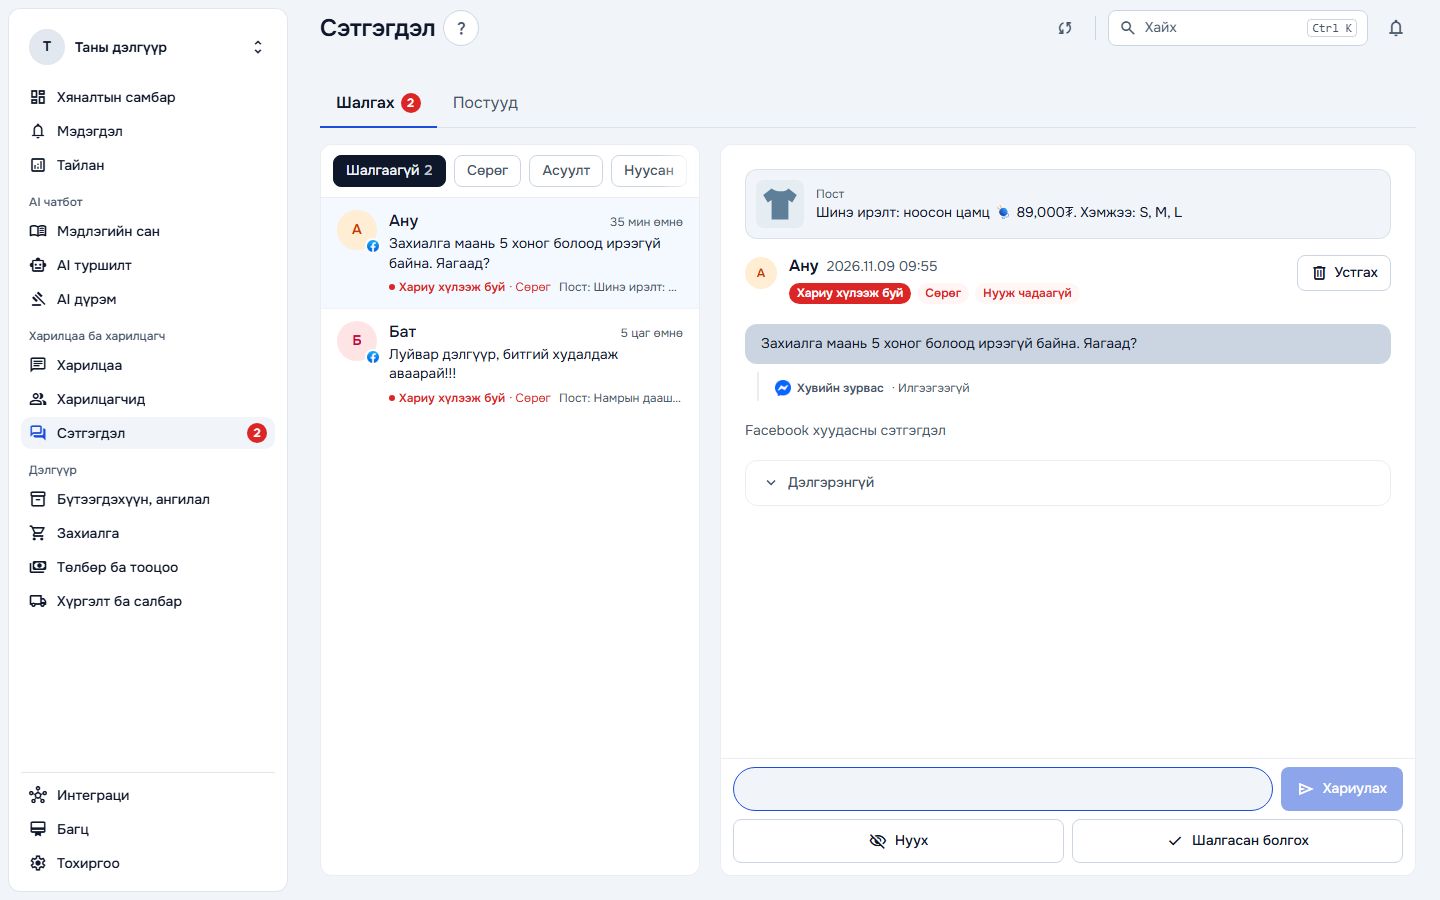 Т
Таны дэлгүүр
Хяналтын самбар
Мэдэгдэл
Тайлан
AI чатбот
Мэдлэгийн сан
AI туршилт
AI дүрэм
Харилцаа ба харилцагч
Харилцаа
Харилцагчид
Сэтгэгдэл 2
Дэлгүүр
Бүтээгдэхүүн, ангилал
Захиалга
Төлбөр ба тооцоо
Хүргэлт ба салбар
Интеграци
Багц
Тохиргоо
Сэтгэгдэл ?
Хайх Ctrl K
Шалгах 2 Постууд
Шалгаагүй 2 Сөрөг Асуулт Нуусан
А
Ану 35 мин өмнө
Захиалга маань 5 хоног болоод ирээгүй
байна. Яагаад?
Хариу хүлээж буй · Сөрөг Пост: Шинэ ирэлт: ...
Б
Бат 5 цаг өмнө
Луйвар дэлгүүр, битгий худалдаж
аваарай!!!
Хариу хүлээж буй · Сөрөг Пост: Намрын дааш...
Пост
Шинэ ирэлт: ноосон цамц 🧶 89,000₮. Хэмжээ: S, M, L
А
Ану 2026.11.09 09:55
Устгах
Хариу хүлээж буй Сөрөг Нууж чадаагүй
Захиалга маань 5 хоног болоод ирээгүй байна. Яагаад?
Хувийн зурвас · Илгээгээгүй
Facebook хуудасны сэтгэгдэл
Дэлгэрэнгүй
Хариулах
Нуух
Шалгасан болгох